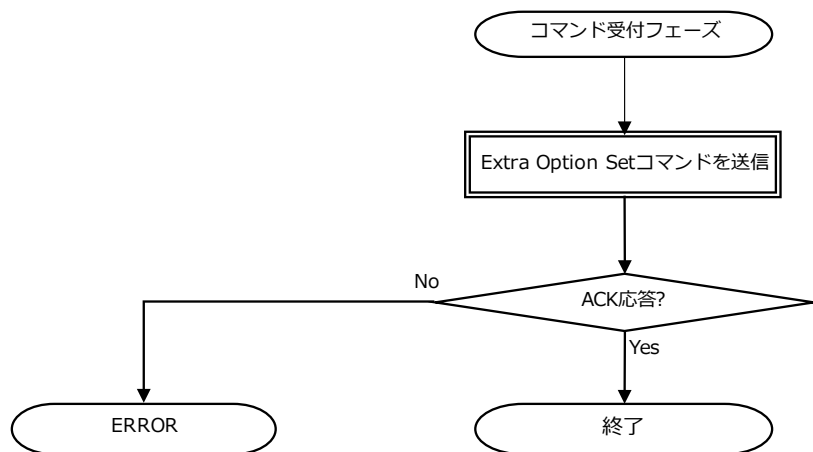 コマンド受付フェーズ
Extra Option Setコマンドを送信
No
ACK応答?
Yes
ERROR
終了